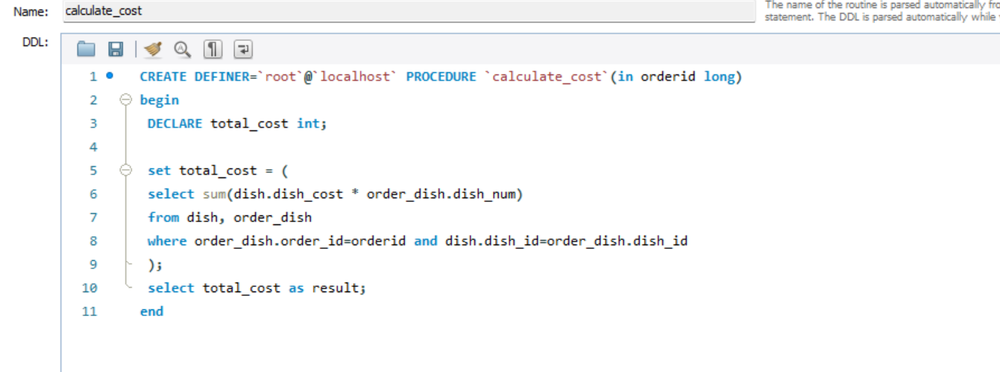 Name: calculate_cost
The name of the routine is parsed automatically
statement. The DDL is parsed automatically while
DDL:
1 CREATE DEFINER=`root`@`localhost` PROCEDURE `calculate_cost`(in orderid long)
2 begin
3 DECLARE total_cost int;
4
5 set total_cost = (
6 select sum(dish.dish_cost * order_dish.dish_num)
7 from dish, order_dish
8 where order_dish.order_id=orderid and dish.dish_id=order_dish.dish_id
9 );
10 select total_cost as result;
11 end